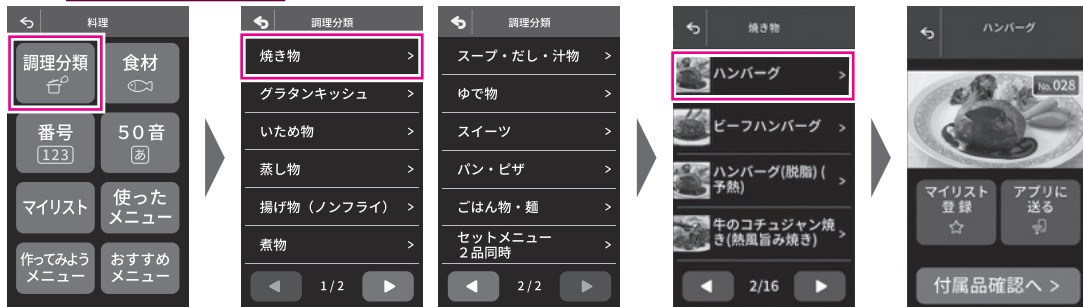 料理
調理分類
食材
番号
123
50音
あ
マイリスト
使った
メニュー
作ってみよう
メニュー
おすすめ
メニュー
調理分類
焼き物 >
グラタンキッシュ >
いため物 >
蒸し物 >
揚げ物（ノンフライ） >
煮物 >
1/2
調理分類
スープ・だし・汁物 >
ゆで物 >
スイーツ >
パン・ピザ >
ごはん物・麺 >
セットメニュー
２品同時 >
2/2
焼き物
ハンバーグ >
ビーフハンバーグ >
ハンバーグ(脱脂) (
予熱) >
牛のコチュジャン焼
き(熱風旨み焼き) >
2/16
ハンバーグ
No.028
マイリスト
登録
アプリに
送る
付属品確認へ >